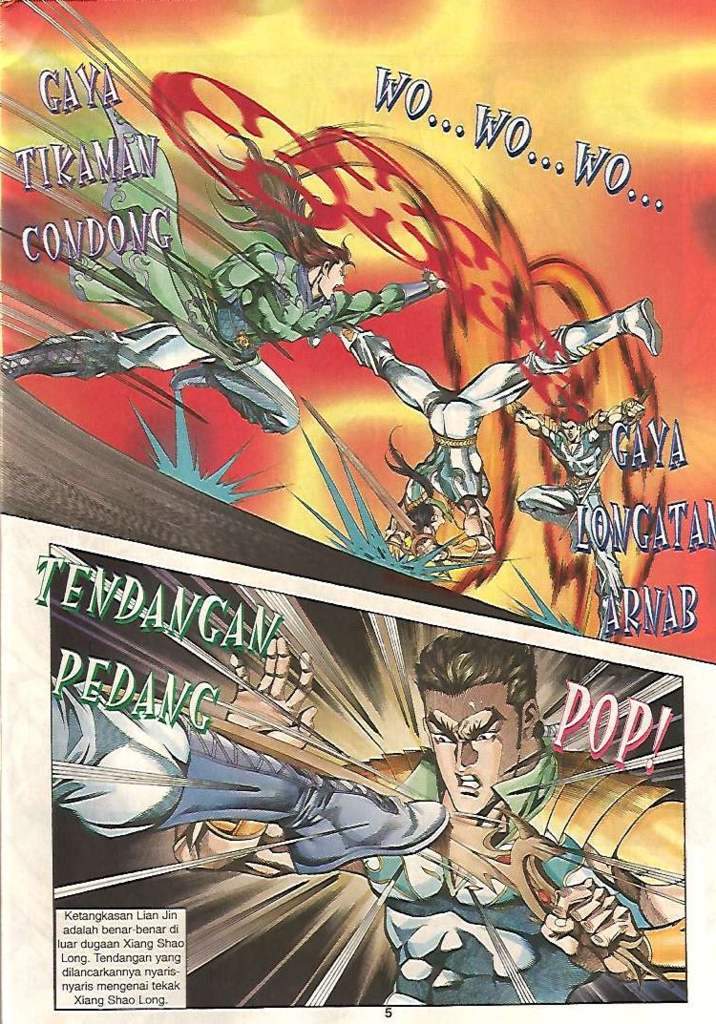 GAYA
TIKAMAN
CONDONG
WO...WO...WO...
GAYA
LONGATAN
ARNAB
TENDANGAN
PEDANG
POP!
Ketangkasan Lian Jin
adalah benar-benar di
luar dugaan Xiang Shao
Long. Tendangan yang
dilancarkannya nyaris-
nyaris mengenai tekak
Xiang Shao Long.
5